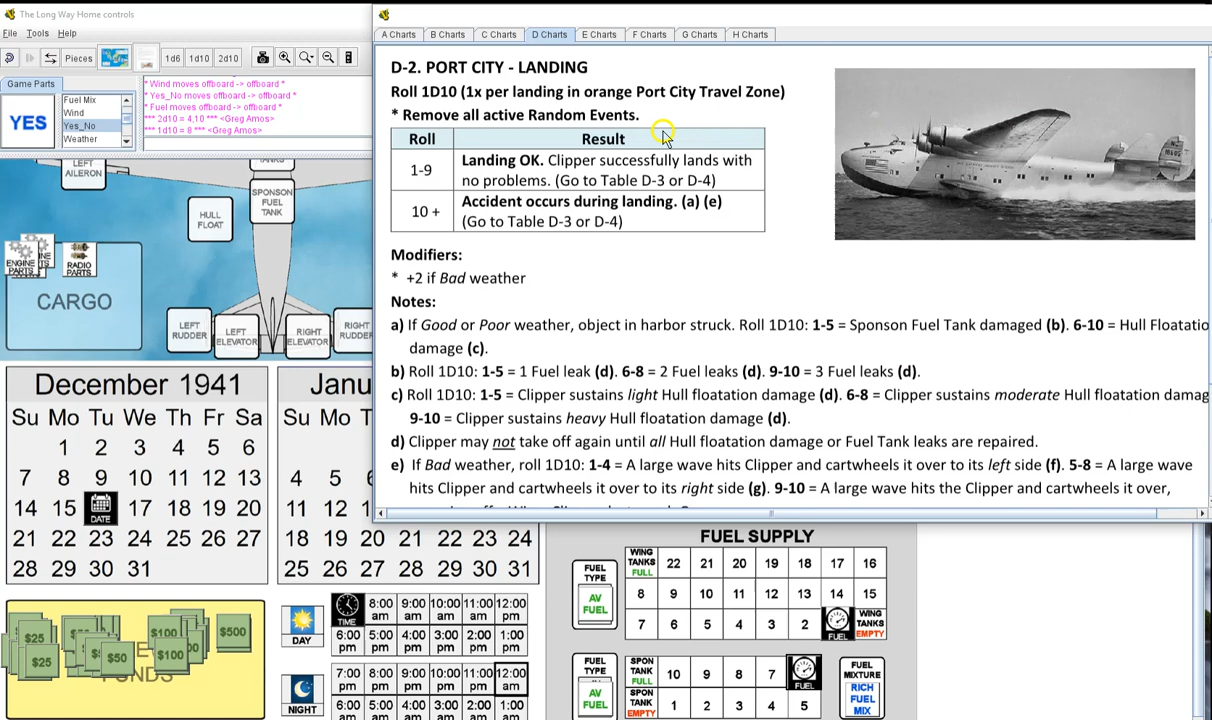 The Long Way Home controls
File Tools Help
Pieces 1d6 1d10 2d10
Game Parts
YES
Fuel Mix
Wind
Yes_No
Weather
* Wind moves offboard -> offboard *
* Yes_No moves offboard -> offboard *
* Fuel moves offboard -> offboard *
*** 2d10 = 4,10 *** <Greg Amos>
*** 1d10 = 8 *** <Greg Amos>
A Charts B Charts C Charts D Charts E Charts F Charts G Charts H Charts
D-2. PORT CITY - LANDING
Roll 1D10 (1x per landing in orange Port City Travel Zone)
* Remove all active Random Events.
Roll Result
1-9 Landing OK. Clipper successfully lands with
no problems. (Go to Table D-3 or D-4)
10 + Accident occurs during landing. (a) (e)
(Go to Table D-3 or D-4)
Modifiers:
* +2 if Bad weather
Notes:
a) If Good or Poor weather, object in harbor struck. Roll 1D10: 1-5 = Sponson Fuel Tank damaged (b). 6-10 = Hull Floatatio
damage (c).
b) Roll 1D10: 1-5 = 1 Fuel leak (d). 6-8 = 2 Fuel leaks (d). 9-10 = 3 Fuel leaks (d).
c) Roll 1D10: 1-5 = Clipper sustains light Hull floatation damage (d). 6-8 = Clipper sustains moderate Hull floatation damag
9-10 = Clipper sustains heavy Hull floatation damage (d).
d) Clipper may not take off again until all Hull floatation damage or Fuel Tank leaks are repaired.
e) If Bad weather, roll 1D10: 1-4 = A large wave hits Clipper and cartwheels it over to its left side (f). 5-8 = A large wave
hits Clipper and cartwheels it over to its right side (g). 9-10 = A large wave hits the Clipper and cartwheels it over,
LEFT
AILERON
TANKS
SPONSON
FUEL
TANK
HULL
FLOAT
ENGINE
PARTS
RADIO
PARTS
CARGO
LEFT
RUDDER
LEFT
ELEVATOR
RIGHT
ELEVATOR
RIGHT
RUDDE
December 1941
Su Mo Tu We Th Fr Sa
1 2 3 4 5 6
7 8 9 10 11 12 13
14 15 DATE 17 18 19 20
21 22 23 24 25 26 27
28 29 30 31
Janu
Su Mo T
4 5 6
11 12 1
18 19 20 21 22 23 24
25 26 27 28 29 30 31
$25
$25
$50
$100
$100
$500
DAY
TIME 8:00 am 9:00 am 10:00 am 11:00 am 12:00 pm
6:00 pm 5:00 pm 4:00 pm 3:00 pm 2:00 pm 1:00 pm
NIGHT
7:00 pm 8:00 pm 9:00 pm 10:00 pm 11:00 pm 12:00 am
6:00 5:00 4:00 3:00 2:00 1:00
FUEL SUPPLY
FUEL
TYPE
AV
FUEL
WING TANKS FULL 22 21 20 19 18 17 16
8 9 10 11 12 13 14 15
7 6 5 4 3 2 FUEL WING TANKS EMPTY
FUEL
TYPE
AV
FUEL
SPON TANK FULL 10 9 8 7 FUEL
SPON TANK EMPTY 1 2 3 4 5
FUEL
MIXTURE
RICH
FUEL
MIX